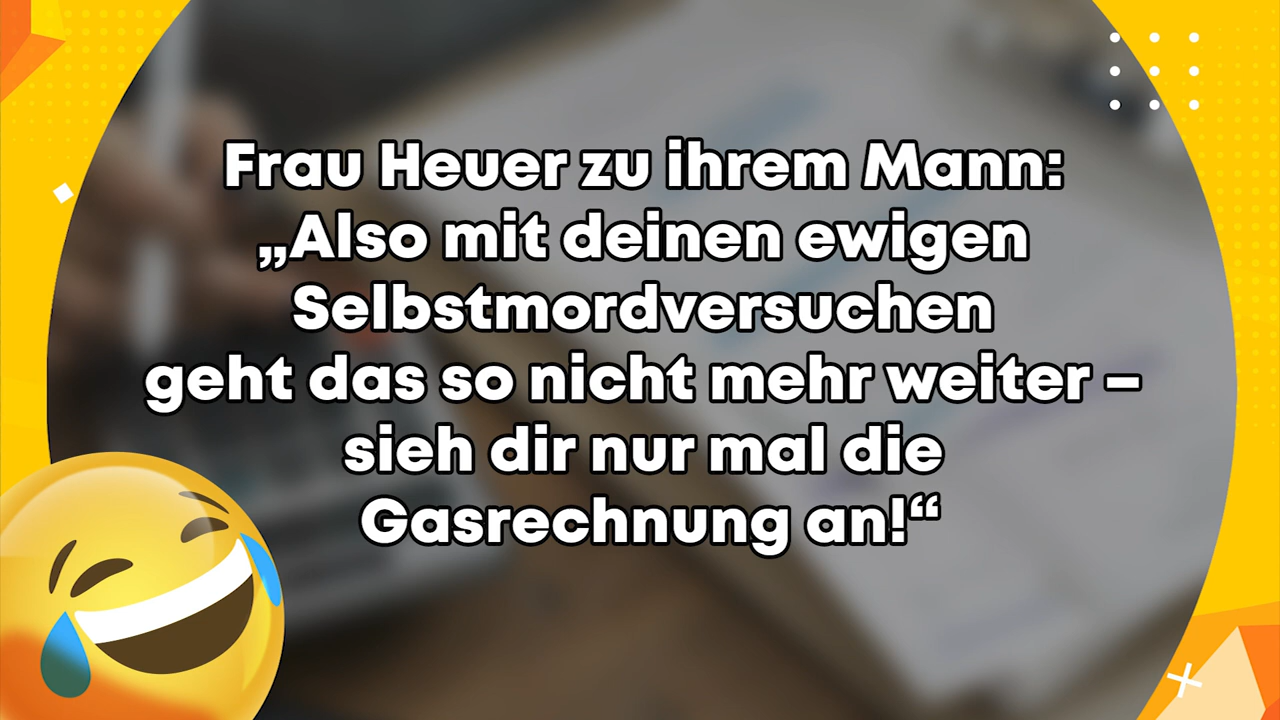 Frau Heuer zu ihrem Mann:
„Also mit deinen ewigen
Selbstmordversuchen
geht das so nicht mehr weiter –
sieh dir nur mal die
Gasrechnung an!“